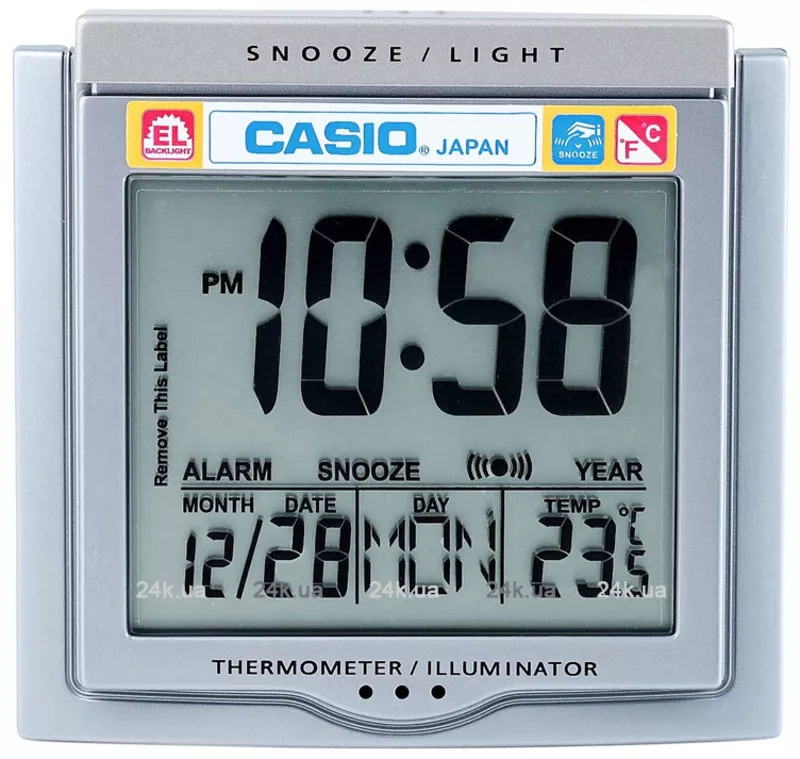 SNOOZE / LIGHT
EL
BACKLIGHT
CASIO® JAPAN
SNOOZE
°F °C
PM 10:58
Remove This Label
ALARM SNOOZE YEAR
MONTH DATE DAY TEMP
12/28 MON 23.5 °C
24k.ua 24k.ua 24k.ua 24k.ua 24k.ua
THERMOMETER / ILLUMINATOR